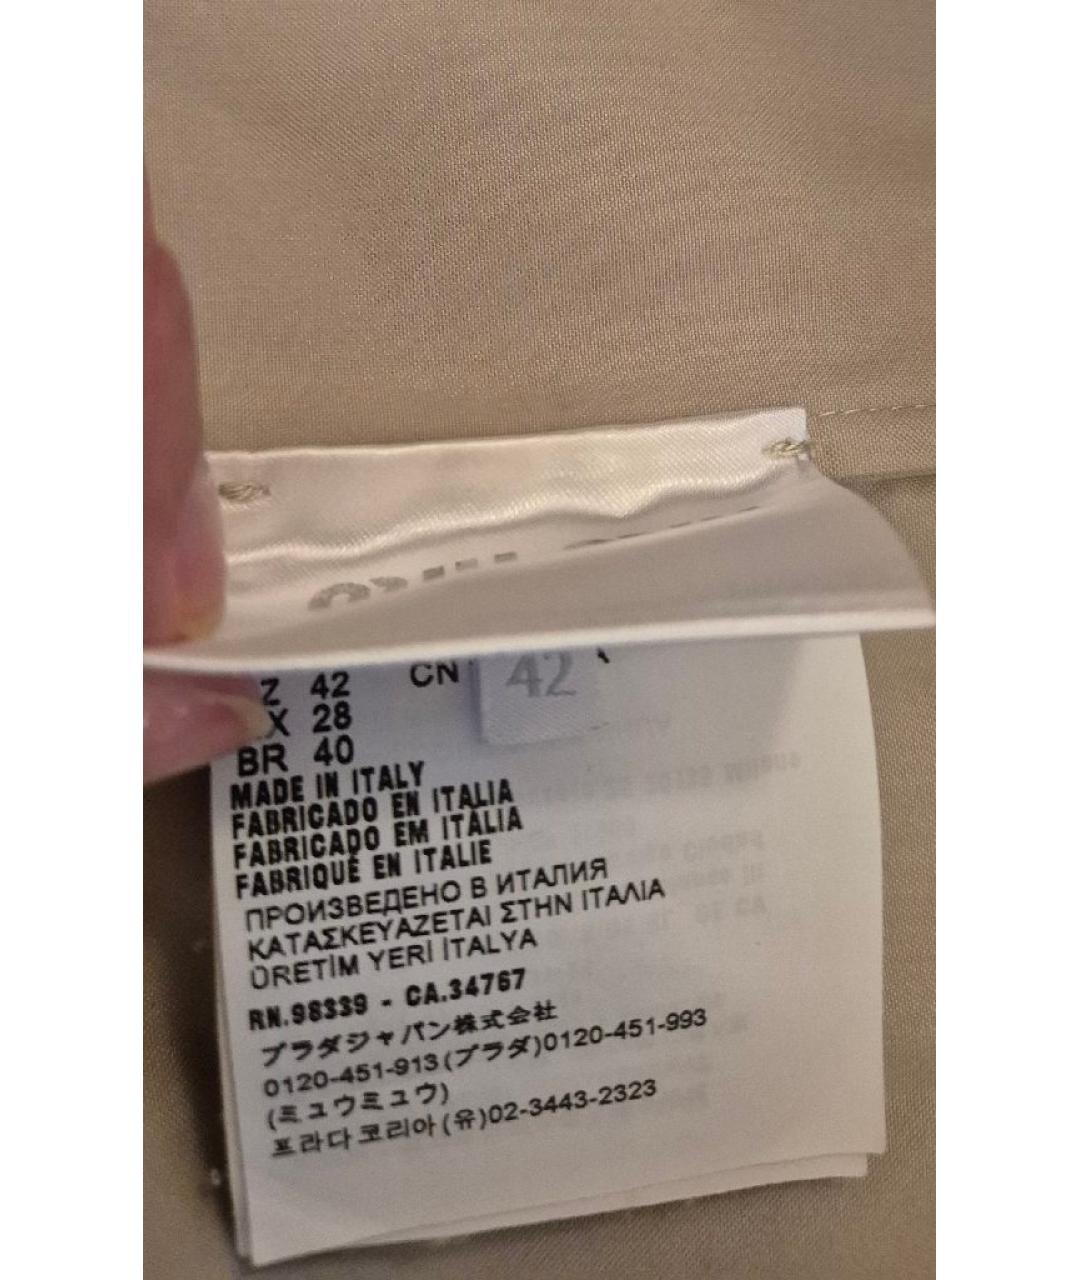 42
42
CN
28
BR 40
MADE IN ITALY
FABRICADO EN ITALIA
FABRICADO EM ITÁLIA
FABRIQUÉ EN ITALIE
ПРОИЗВЕДЕНО В ИТАЛИЯ
ΚΑΤΑΣΚΕΥΑΖΕΤΑΙ ΣΤΗΝ ΙΤΑΛΙΑ
ÜRETİM YERİ İTALYA
RN.98339 - CA.34767
プラダジャパン株式会社
0120-451-913(プラダ)0120-451-993
(ミュウミュウ)
프라다코리아(유)02-3443-2323